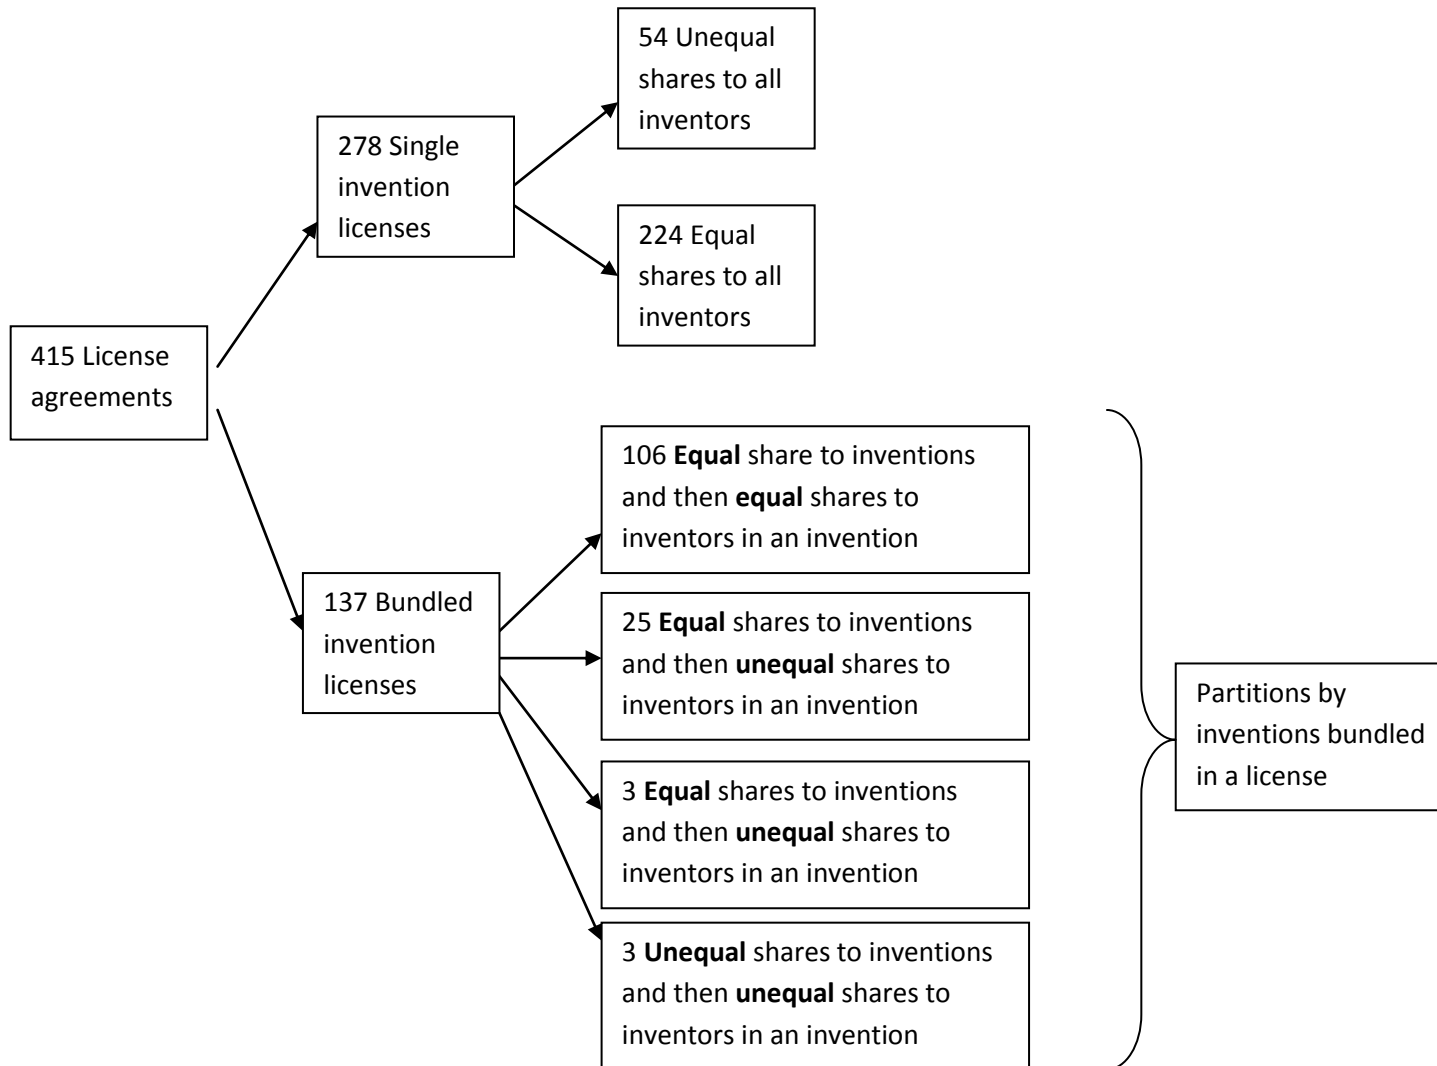 54 Unequal
shares to all
inventors
278 Single
invention
licenses
224 Equal
shares to all
inventors
415 License
agreements
106 Equal share to inventions
and then equal shares to
inventors in an invention
137 Bundled
invention
licenses
25 Equal shares to inventions
and then unequal shares to
inventors in an invention
Partitions by
inventions bundled
in a license
3 Equal shares to inventions
and then unequal shares to
inventors in an invention
3 Unequal shares to inventions
and then unequal shares to
inventors in an invention